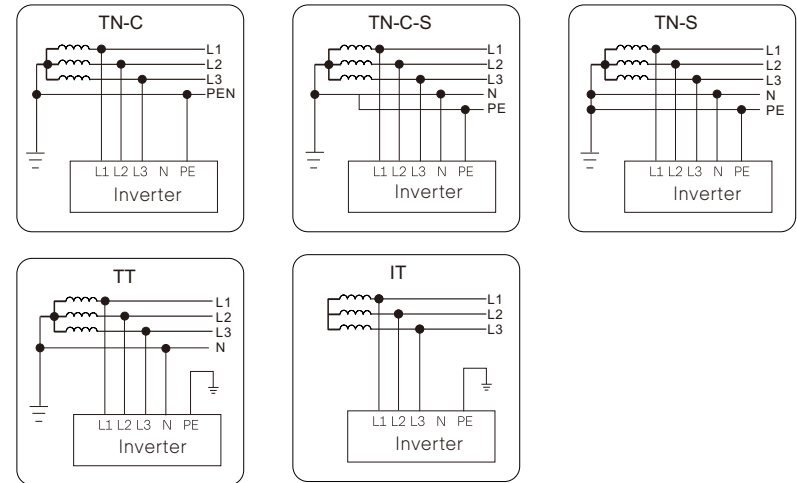 TN-C
L1
L2
L3
PEN
L1 L2 L3 N PE
Inverter
TN-C-S
L1
L2
L3
N
PE
L1 L2 L3 N PE
Inverter
TN-S
L1
L2
L3
N
PE
L1 L2 L3 N PE
Inverter
TT
L1
L2
L3
N
L1 L2 L3 N PE
Inverter
IT
L1
L2
L3
L1 L2 L3 N PE
Inverter